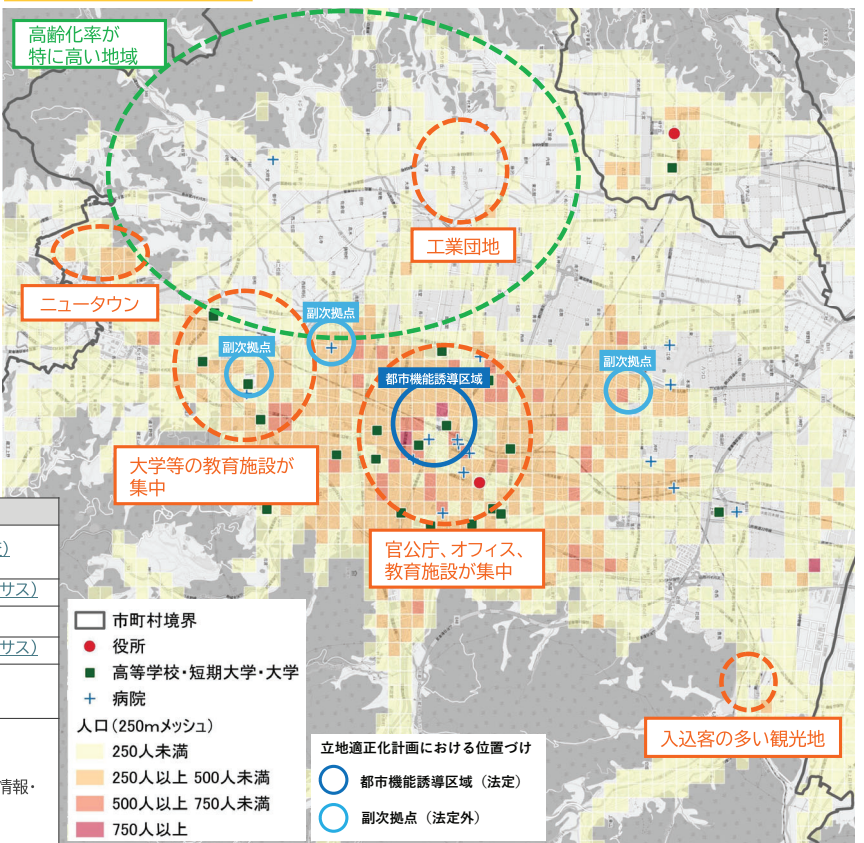 高齢化率が
特に高い地域
工業団地
ニュータウン
副次拠点
副次拠点
副次拠点
都市機能誘導区域
大学等の教育施設が
集中
官公庁、オフィス、
教育施設が集中
入込客の多い観光地
サス)
サス)
情報・
市町村境界
役所
高等学校・短期大学・大学
病院
人口(250mメッシュ)
250人未満
250人以上 500人未満
500人以上 750人未満
750人以上
立地適正化計画における位置づけ
都市機能誘導区域(法定)
副次拠点(法定外)